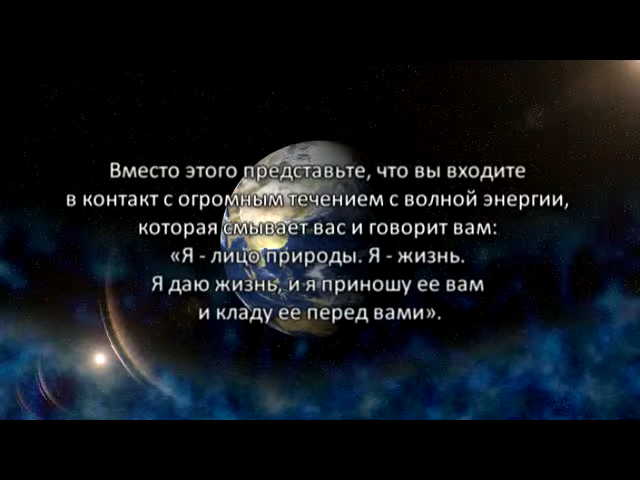 Вместо этого представьте, что вы входите
в контакт с огромным течением с волной энергии,
которая смывает вас и говорит вам:
«Я - лицо природы. Я - жизнь.
Я даю жизнь, и я приношу ее вам
и кладу ее перед вами».